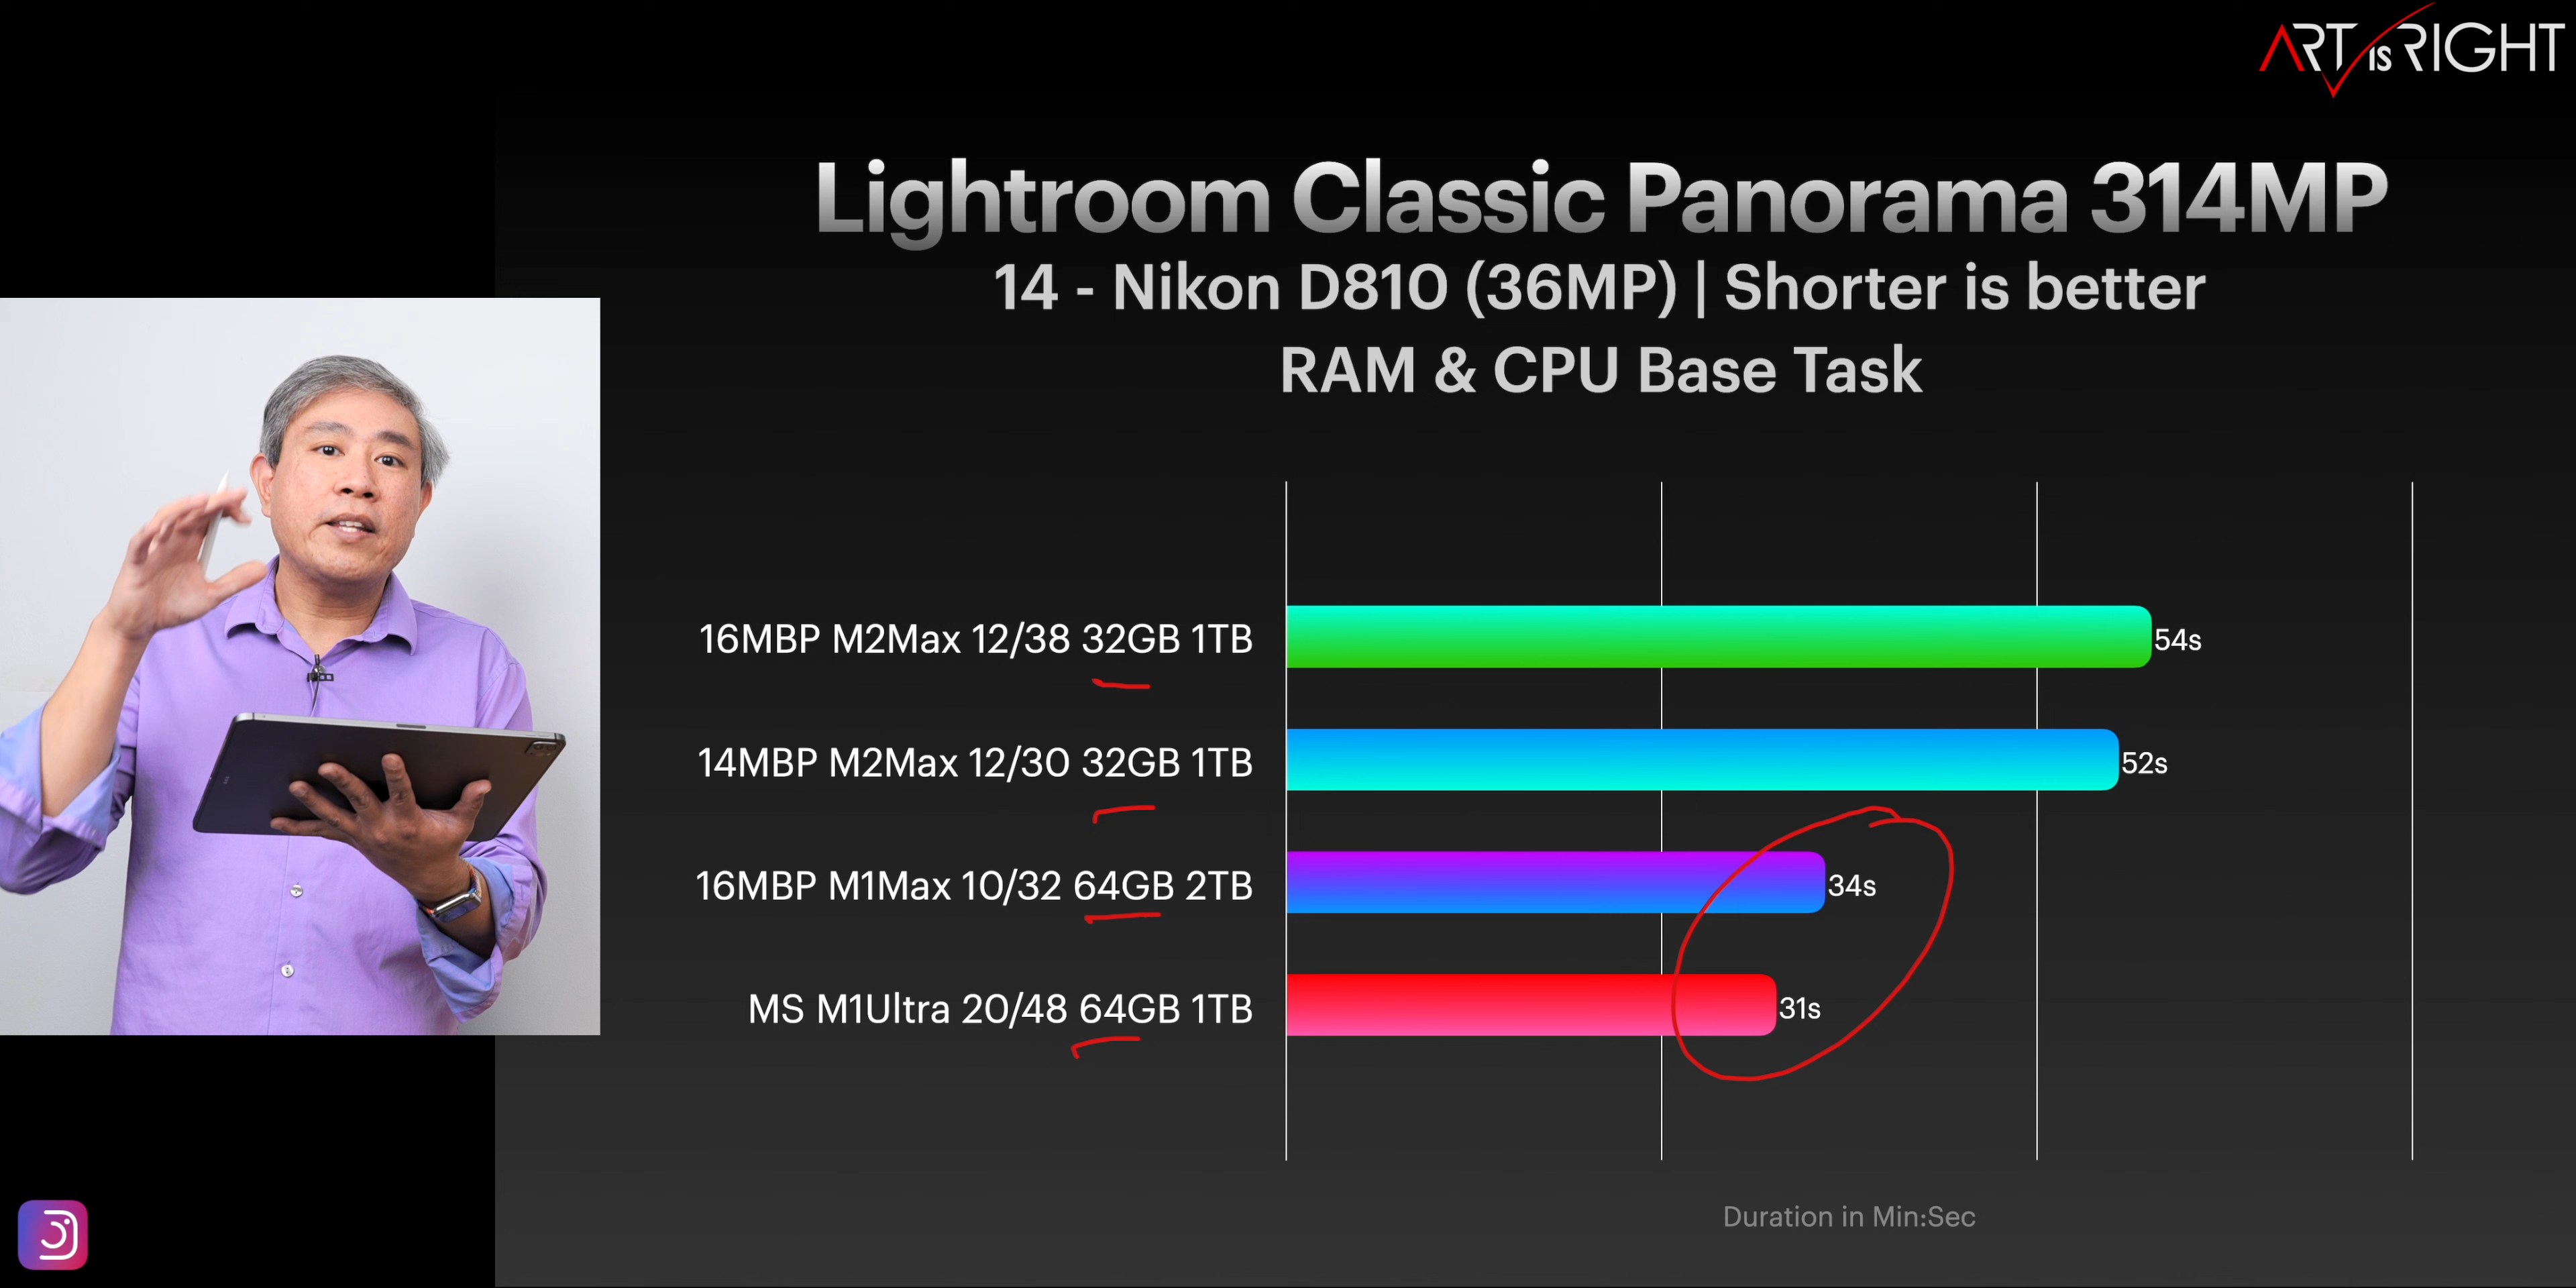 ART is RIGHT
Lightroom Classic Panorama 314MP
14 - Nikon D810 (36MP) | Shorter is better
RAM & CPU Base Task
16MBP M2Max 12/38 32GB 1TB
54s
14MBP M2Max 12/30 32GB 1TB
52s
16MBP M1Max 10/32 64GB 2TB
34s
MS M1Ultra 20/48 64GB 1TB
31s
Duration in Min:Sec